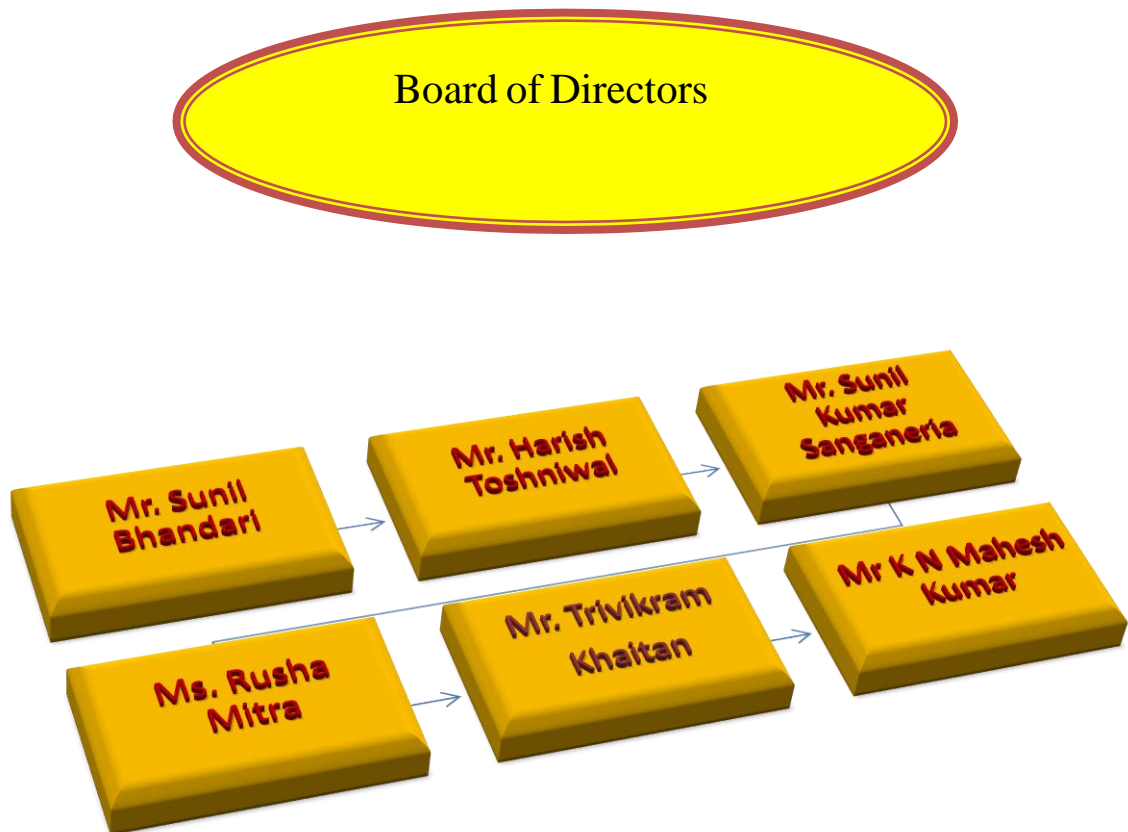 Board of Directors
Mr. Sunil
Bhandari
Mr. Harish
Toshniwal
Mr. Sunil
Kumar
Sanganeria
Ms. Rusha
Mitra
Mr. Trivikram
Khaitan
Mr K N Mahesh
Kumar